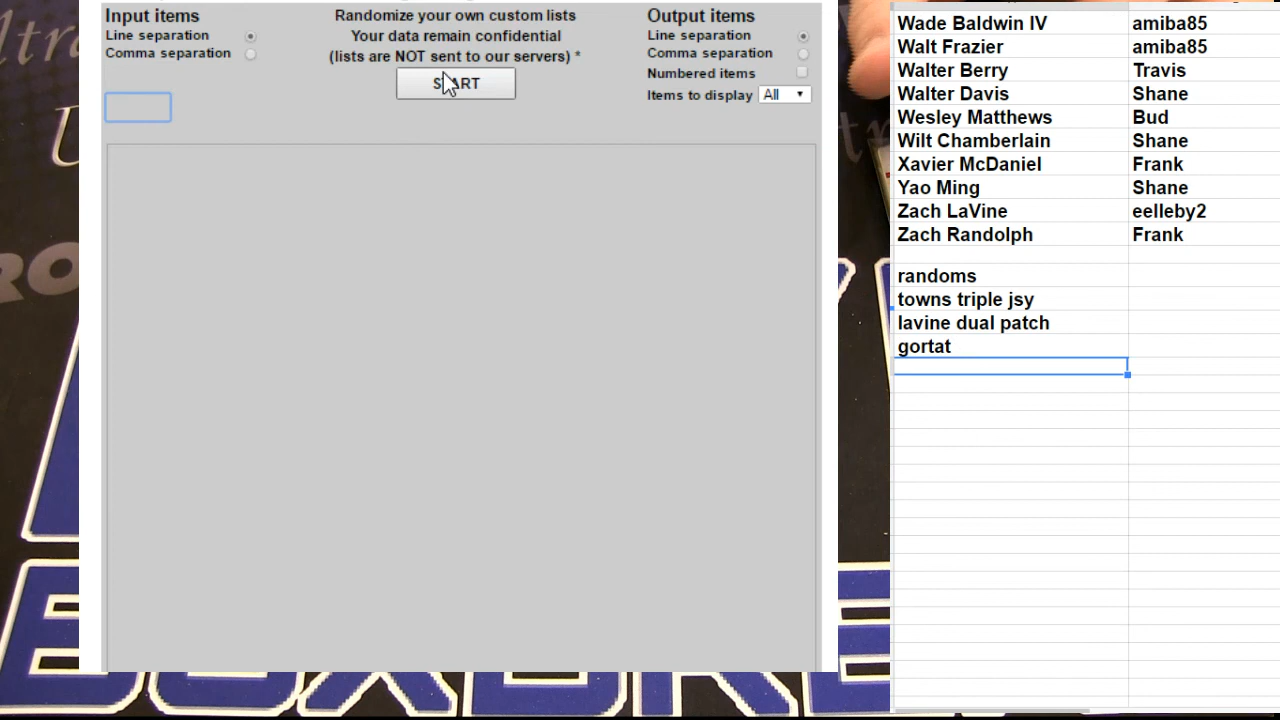 Input items
Line separation
Comma separation
Randomize your own custom lists
Your data remain confidential
(lists are NOT sent to our servers) *
START
Output items
Line separation
Comma separation
Numbered items
Items to display All
Wade Baldwin IV amiba85
Walt Frazier amiba85
Walter Berry Travis
Walter Davis Shane
Wesley Matthews Bud
Wilt Chamberlain Shane
Xavier McDaniel Frank
Yao Ming Shane
Zach LaVine eelleby2
Zach Randolph Frank
randoms
towns triple jsy
lavine dual patch
gortat